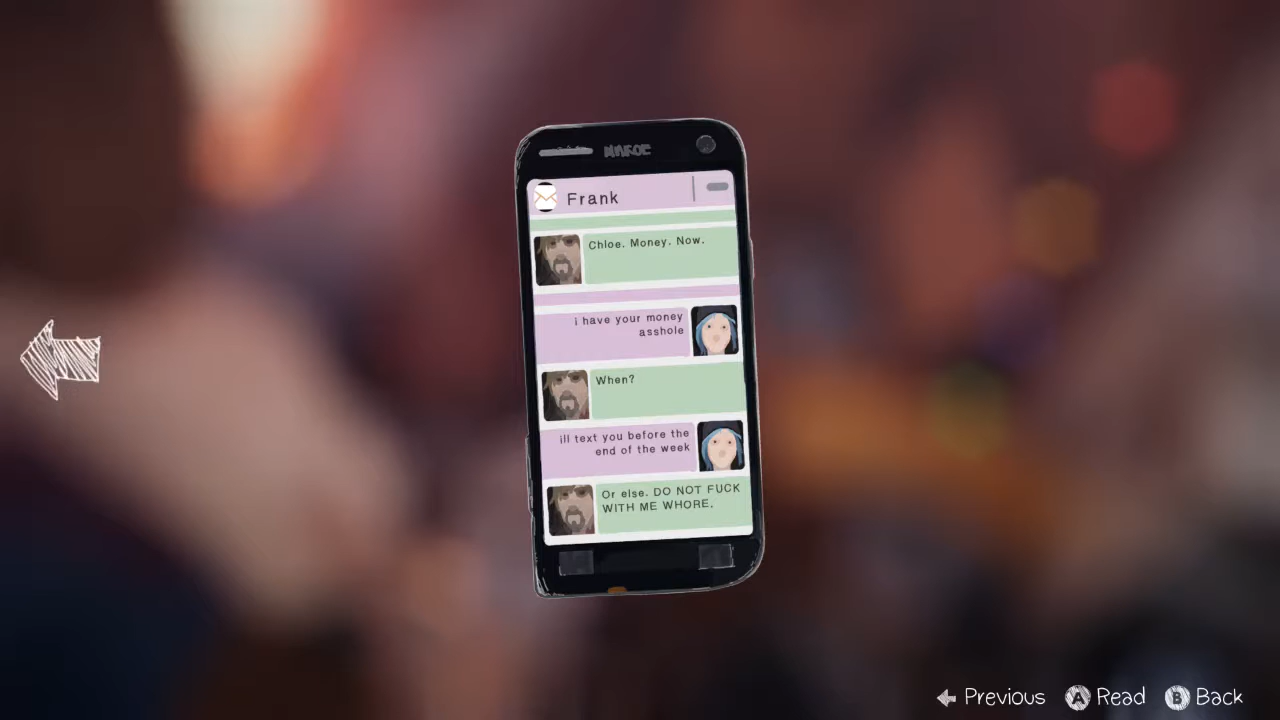 Frank
Chloe. Money. Now.
i have your money
asshole
When?
ill text you before the
end of the week
Or else. DO NOT FUCK
WITH ME WHORE.
Previous
A Read
B Back